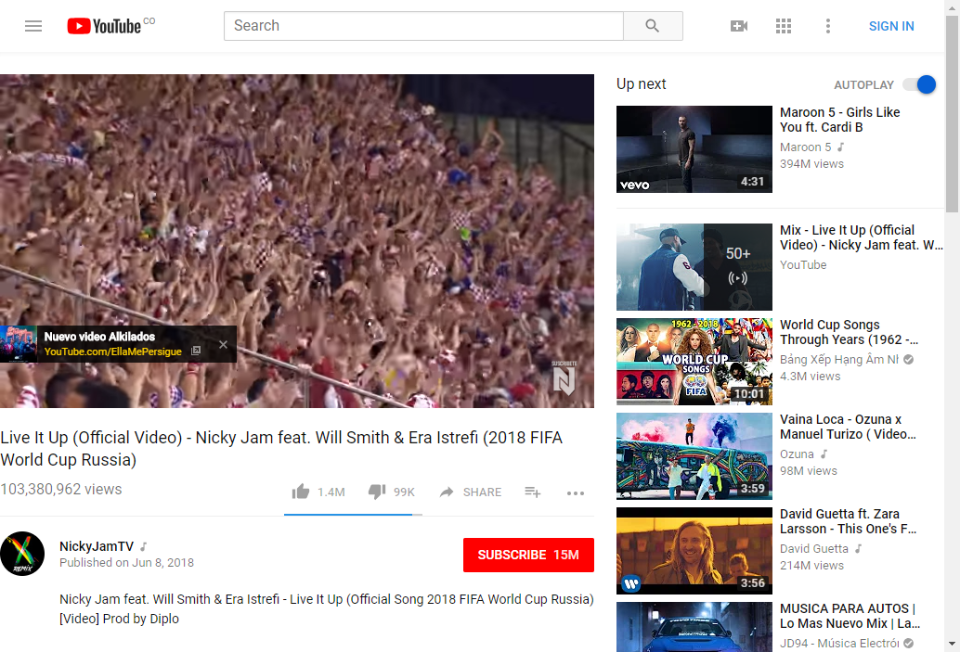 YouTube CO
Search
SIGN IN
Nuevo video Alkilados
YouTube.com/EllaMePersigue
SUSCRIBETE
N
Live It Up (Official Video) - Nicky Jam feat. Will Smith & Era Istrefi (2018 FIFA
World Cup Russia)
103,380,962 views
1.4M
99K
SHARE
REMIX
NickyJamTV
Published on Jun 8, 2018
SUBSCRIBE 15M
Nicky Jam feat. Will Smith & Era Istrefi - Live It Up (Official Song 2018 FIFA World Cup Russia)
[Video] Prod by Diplo
Up next
AUTOPLAY
vevo
4:31
Maroon 5 - Girls Like
You ft. Cardi B
Maroon 5
394M views
50+
Mix - Live It Up (Official
Video) - Nicky Jam feat. W...
YouTube
1962 - 2018
WORLD CUP
SONGS
FIFA
10:01
World Cup Songs
Through Years (1962 -...
Bảng Xếp Hạng Âm Nh
4.3M views
3:59
Vaina Loca - Ozuna x
Manuel Turizo ( Video...
Ozuna
98M views
W
3:56
David Guetta ft. Zara
Larsson - This One's F...
David Guetta
214M views
MUSICA PARA AUTOS |
Lo Mas Nuevo Mix | La...
JD94 - Música Electrón